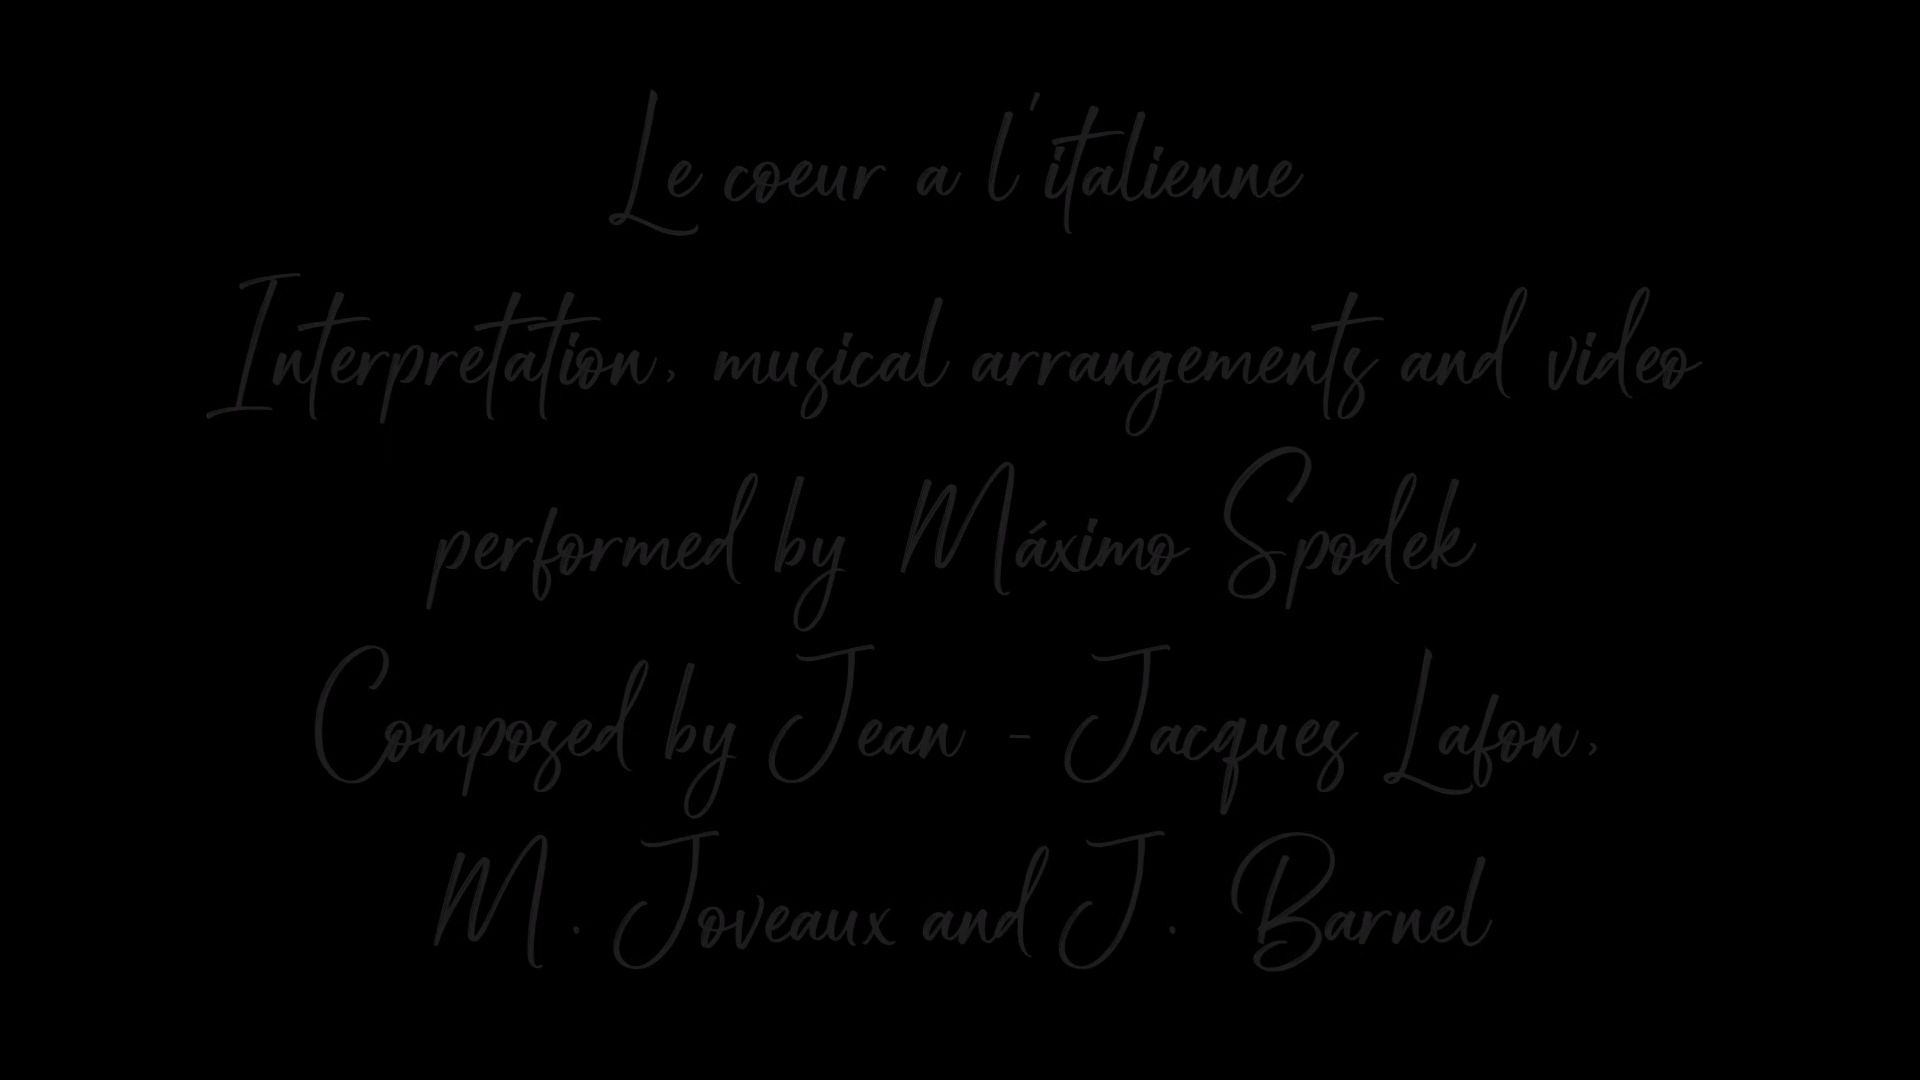 Le coeur a l'italienne
Interpretation, musical arrangements and video
performed by Máximo Spodek
Composed by Jean - Jacques Lafon,
M. Joveaux and J. Barnel